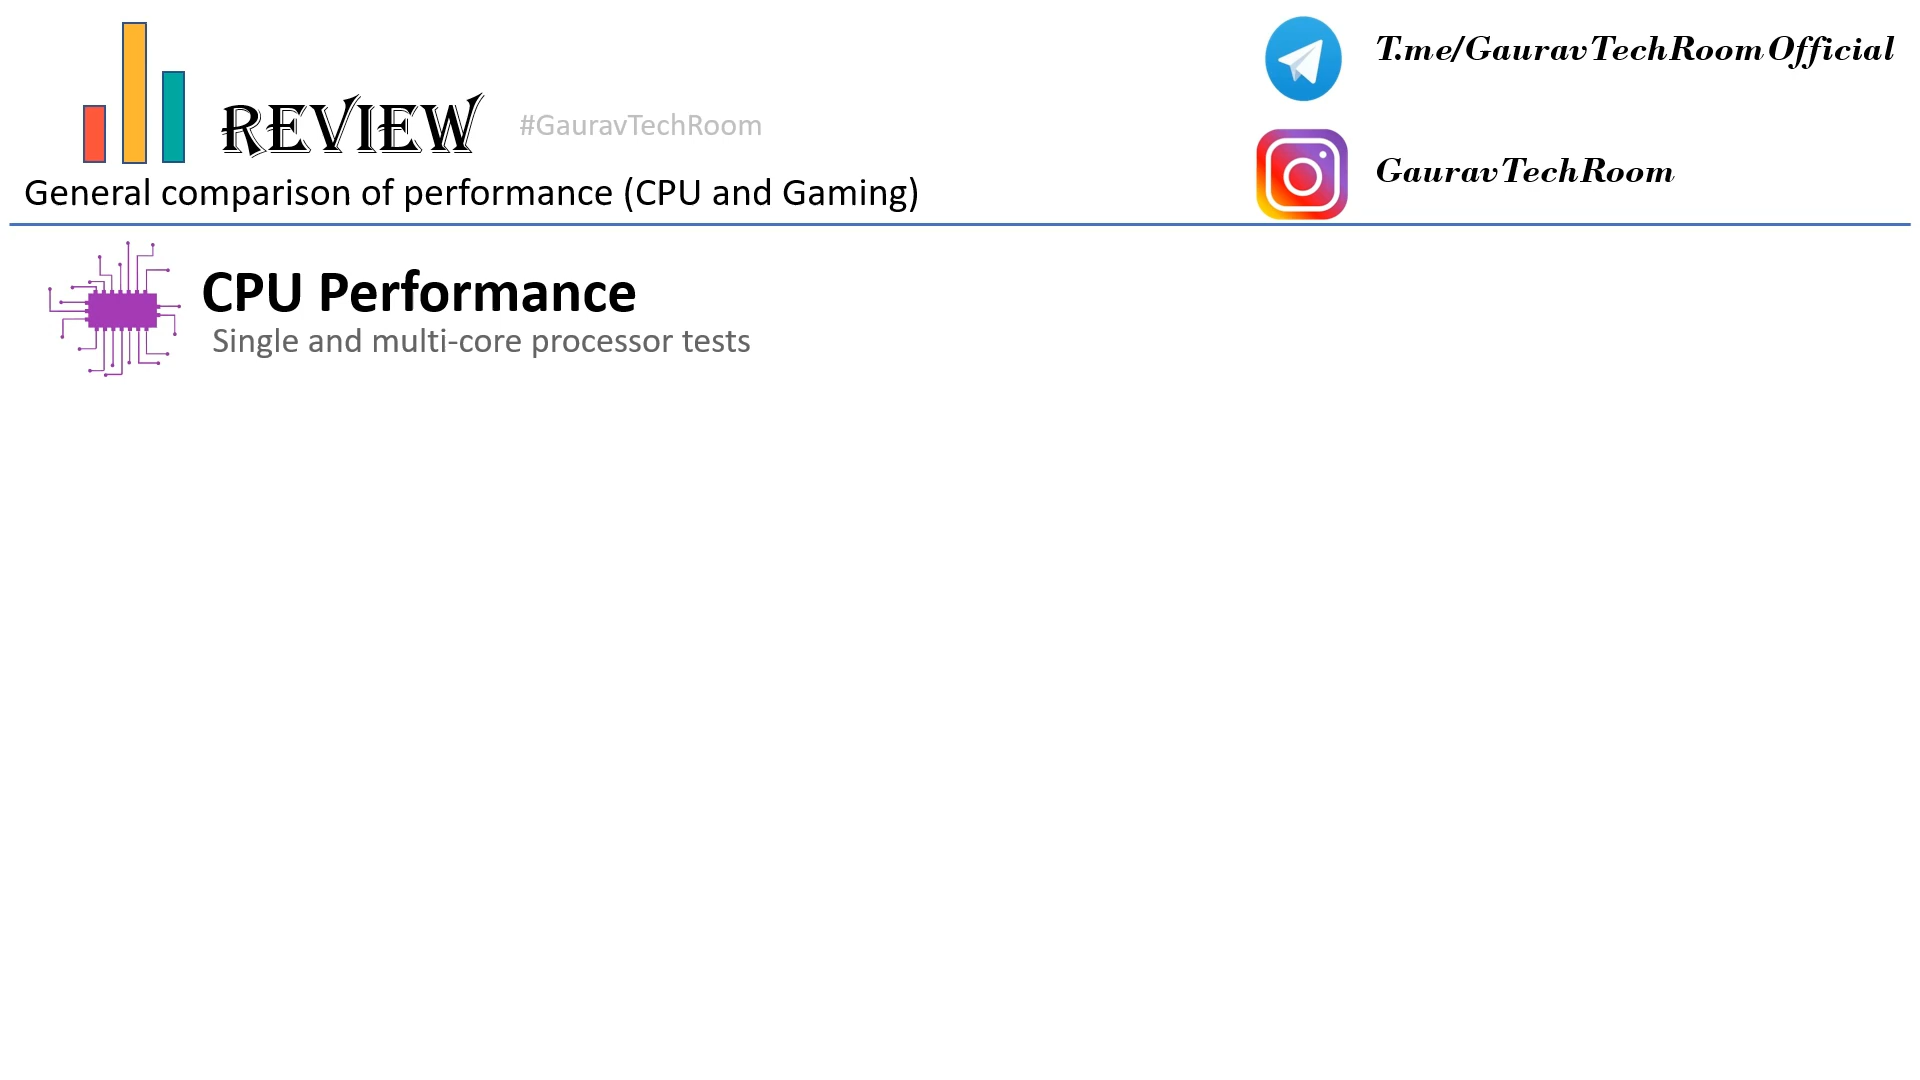 T.me/GauravTechRoomOfficial
REVIEW
#GauravTechRoom
GauravTechRoom
General comparison of performance (CPU and Gaming)
CPU Performance
Single and multi-core processor tests